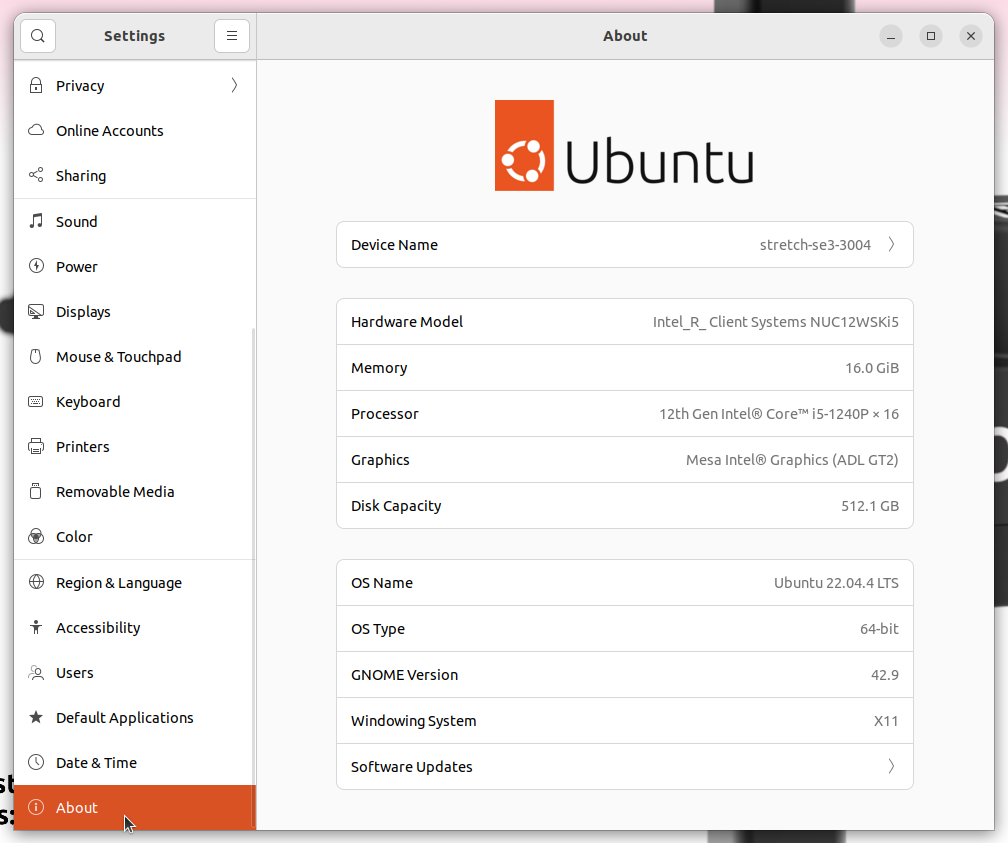 Settings
About
Privacy
Online Accounts
Sharing
Sound
Power
Displays
Mouse & Touchpad
Keyboard
Printers
Removable Media
Color
Region & Language
Accessibility
Users
Default Applications
Date & Time
About
Ubuntu
Device Name stretch-se3-3004
Hardware Model Intel_R_ Client Systems NUC12WSKi5
Memory 16.0 GiB
Processor 12th Gen Intel® Core™ i5-1240P × 16
Graphics Mesa Intel® Graphics (ADL GT2)
Disk Capacity 512.1 GB
OS Name Ubuntu 22.04.4 LTS
OS Type 64-bit
GNOME Version 42.9
Windowing System X11
Software Updates